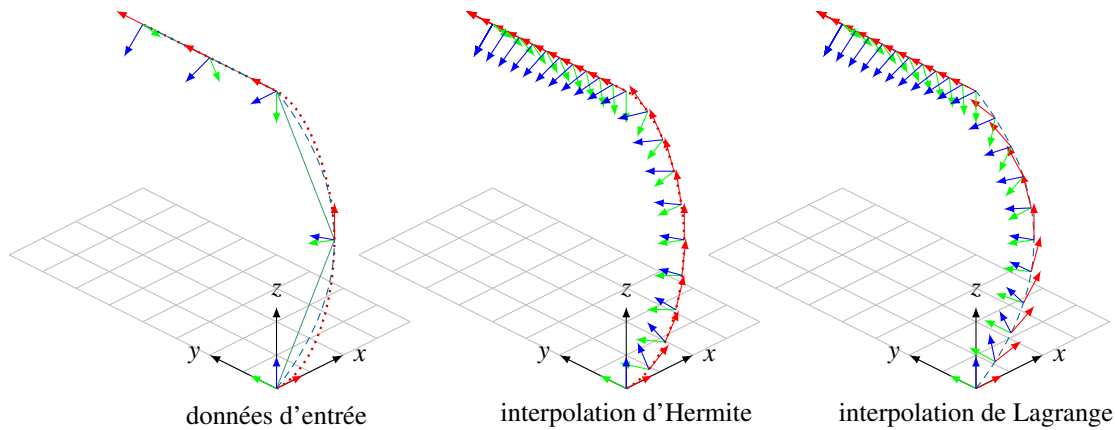 z
y
x
données d'entrée
z
y
x
interpolation d'Hermite
z
y
x
interpolation de Lagrange